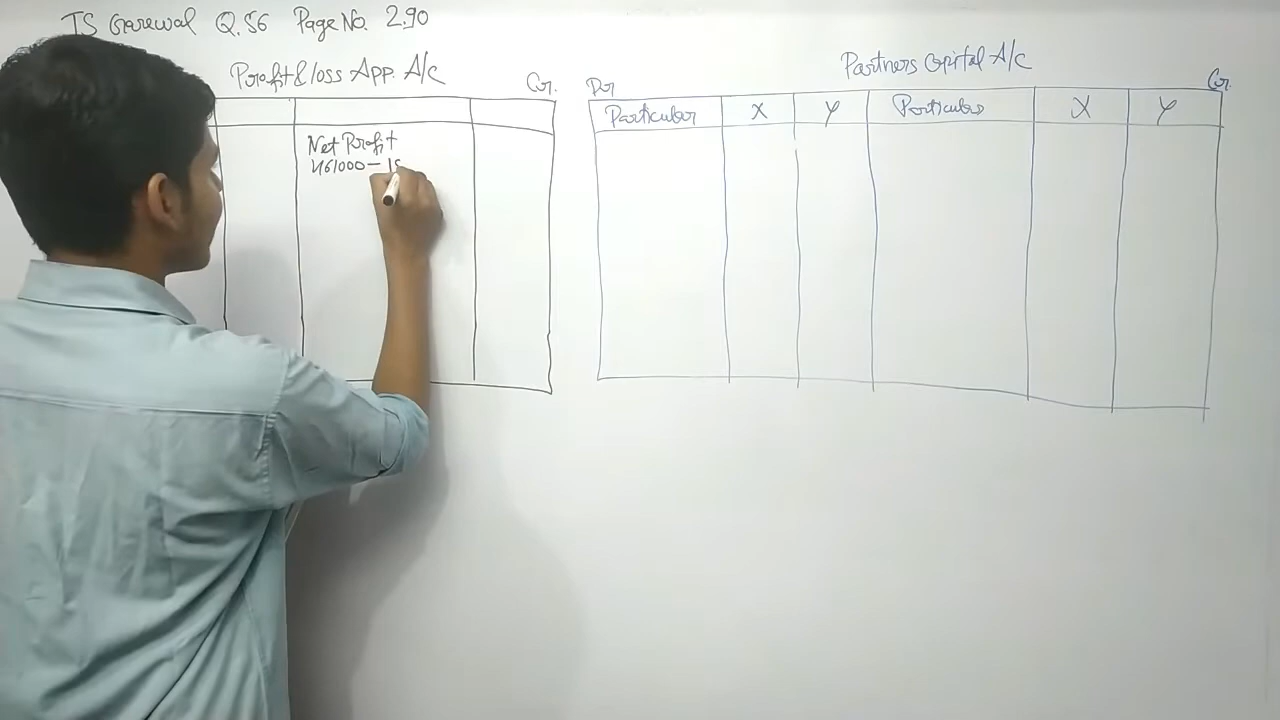 TS Grewal Q.56 Page No. 2.90
Profit & loss App. A/c
Cr.
Net Profit
461000 - 15
Partners Capital A/c
Dr Cr.
Particular X Y Particular X Y